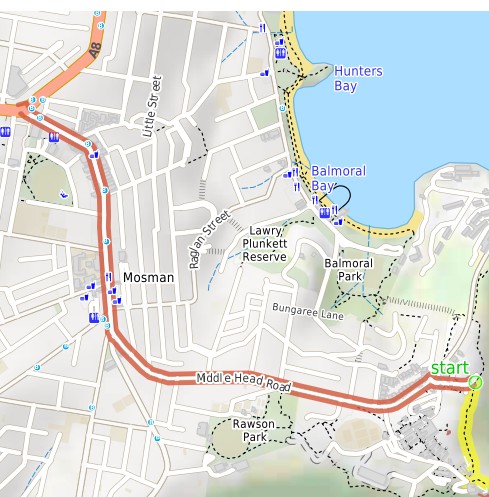 A8
Little Street
Hunters
Bay
Balmoral
Bay
Raglan Street
Lawry
Plunkett
Reserve
Balmoral
Park
Mosman
Bungaree Lane
start
Middle Head Road
Rawson
Park